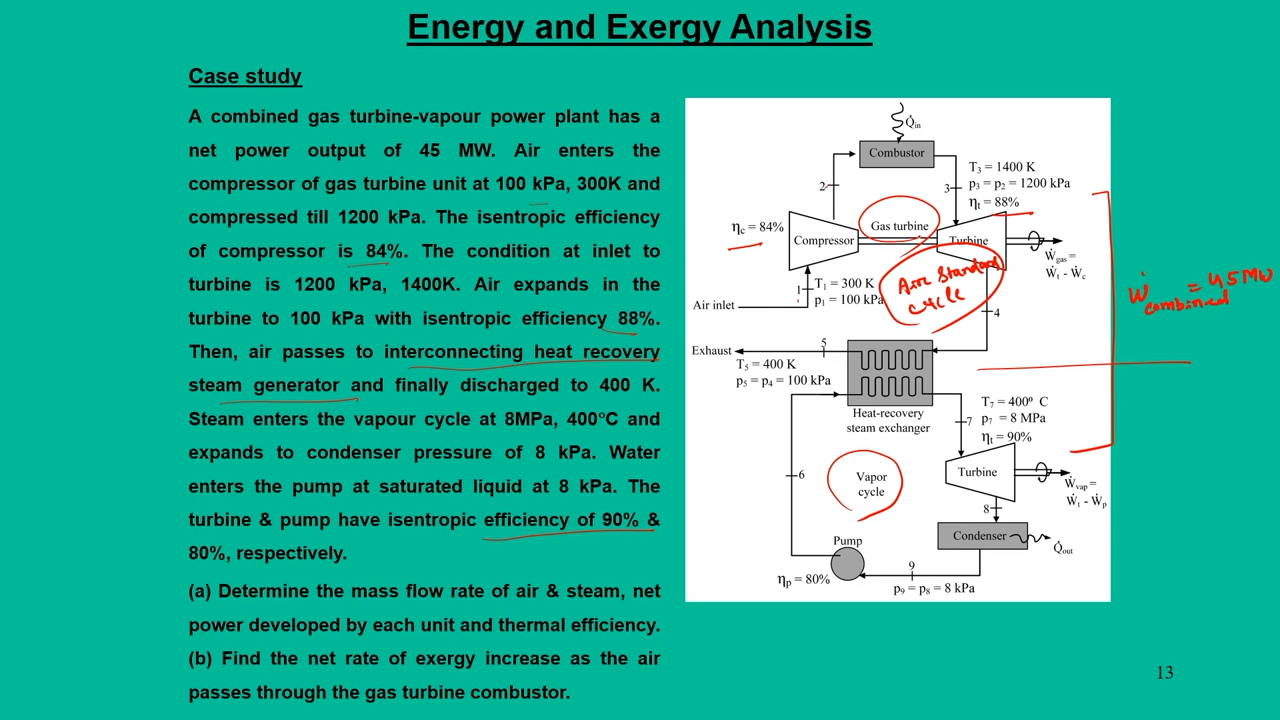 Energy and Exergy Analysis
Case study
A combined gas turbine-vapour power plant has a
net power output of 45 MW. Air enters the
compressor of gas turbine unit at 100 kPa, 300K and
compressed till 1200 kPa. The isentropic efficiency
of compressor is 84%. The condition at inlet to
turbine is 1200 kPa, 1400K. Air expands in the
turbine to 100 kPa with isentropic efficiency 88%.
Then, air passes to interconnecting heat recovery
steam generator and finally discharged to 400 K.
Steam enters the vapour cycle at 8MPa, 400°C and
expands to condenser pressure of 8 kPa. Water
enters the pump at saturated liquid at 8 kPa. The
turbine & pump have isentropic efficiency of 90% &
80%, respectively.
(a) Determine the mass flow rate of air & steam, net
power developed by each unit and thermal efficiency.
(b) Find the net rate of exergy increase as the air
passes through the gas turbine combustor.
Q̇in
Combustor
T3 = 1400 K
p3 = p2 = 1200 kPa
ηt = 88%
2
3
ηc = 84%
Gas turbine
Compressor
Turbine
Ẇgas =
Ẇt - Ẇc
Air Standard
cycle
Ẇcombined = 45 MW
1
T1 = 300 K
p1 = 100 kPa
Air inlet
4
Exhaust
5
T5 = 400 K
p5 = p4 = 100 kPa
Heat-recovery
steam exchanger
T7 = 400⁰ C
7
p7 = 8 MPa
ηt = 90%
6
Vapor
cycle
Turbine
Ẇvap =
Ẇt - Ẇp
8
Condenser
Q̇out
Pump
9
ηp = 80%
p9 = p8 = 8 kPa
13